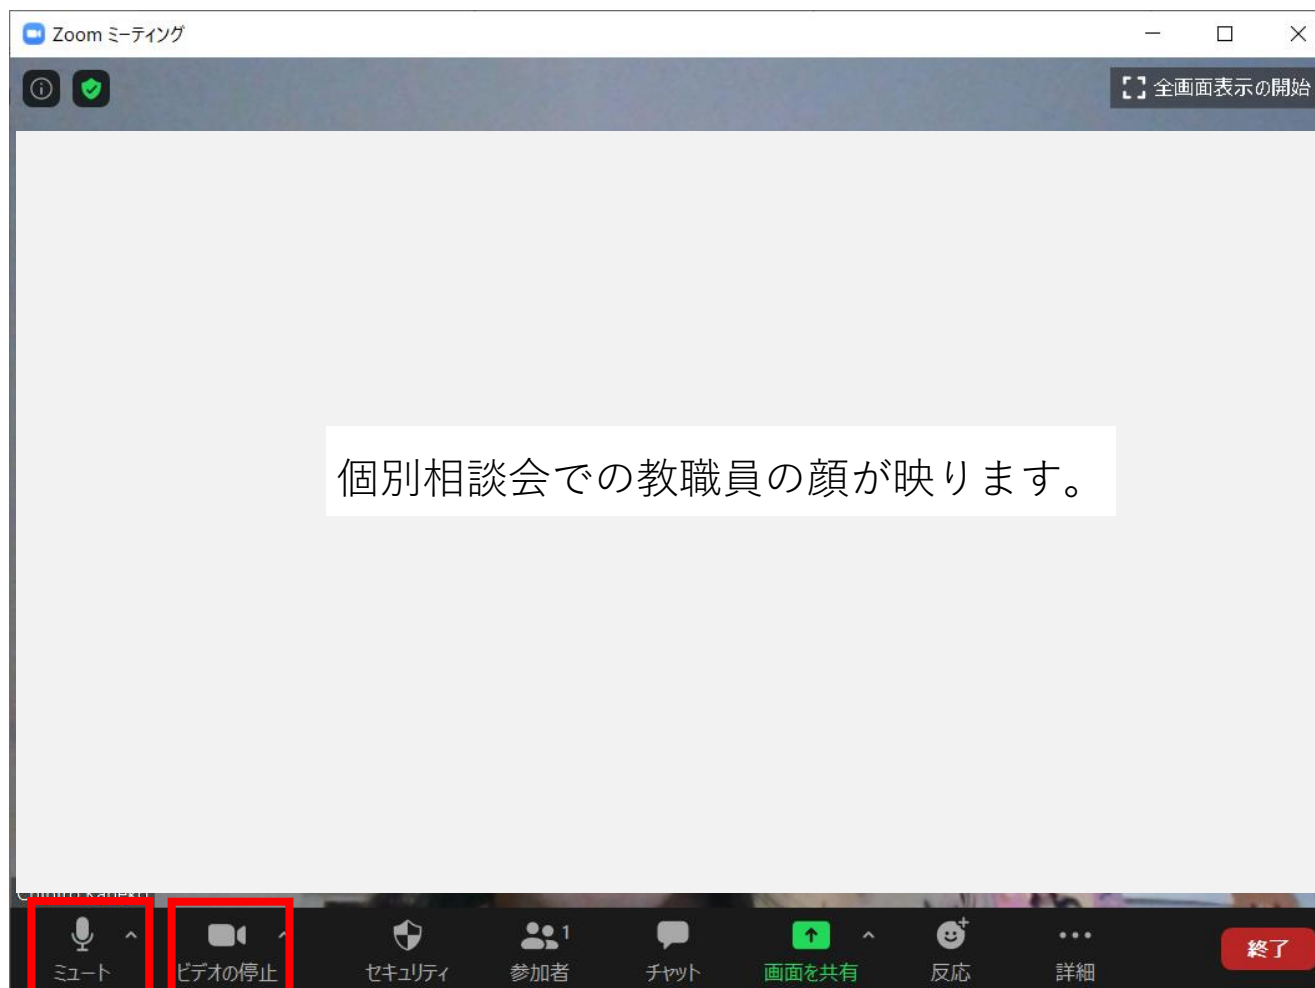 Zoom ミーティング
全画面表示の開始
個別相談会での教職員の顔が映ります。
ミュート
ビデオの停止
セキュリティ
参加者 1
チャット
画面を共有
反応
詳細
終了